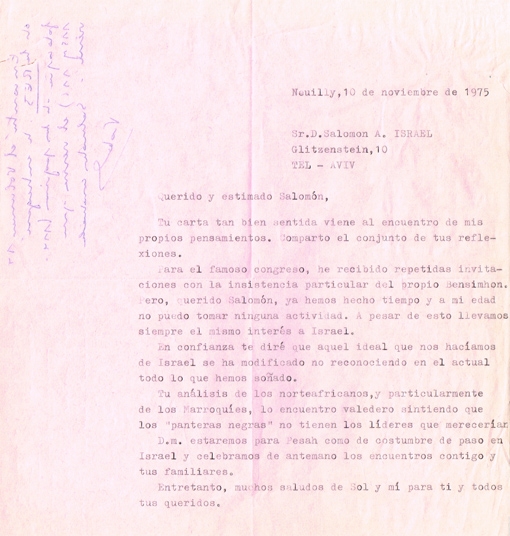 Neuilly,10 de noviembre de 1975
Sr.D.Salomon A. ISRAEL
Glitzenstein,10
TEL - AVIV
Querido y estimado Salomón,
Tu carta tan bien sentida viene al encuentro de mis
propios pensamientos. Comparto el conjunto de tus refle-
xiones.
Para el famoso congreso, he recibido repetidas invita-
ciones con la insistencia particular del propio Bensimhon.
Pero, querido Salomón, ya hemos hecho tiempo y a mi edad
no puedo tomar ninguna actividad. A pesar de esto llevamos
siempre el mismo interés a Israel.
En confianza te diré que aquel ideal que nos hacíamos
de Israel se ha modificado no reconociendo en el actual
todo lo que hemos soñado.
Tu análisis de los norteafricanos,y particularmente
de los Marroquíes, lo encuentro valedero sintiendo que
los "panteras negras" no tienen los líderes que merecerían
D.m. estaremos para Pesah como de costumbre de paso en
Israel y celebramos de antemano los encuentros contigo y
tus familiares.
Entretanto, muchos saludos de Sol y mí para ti y todos
tus queridos.